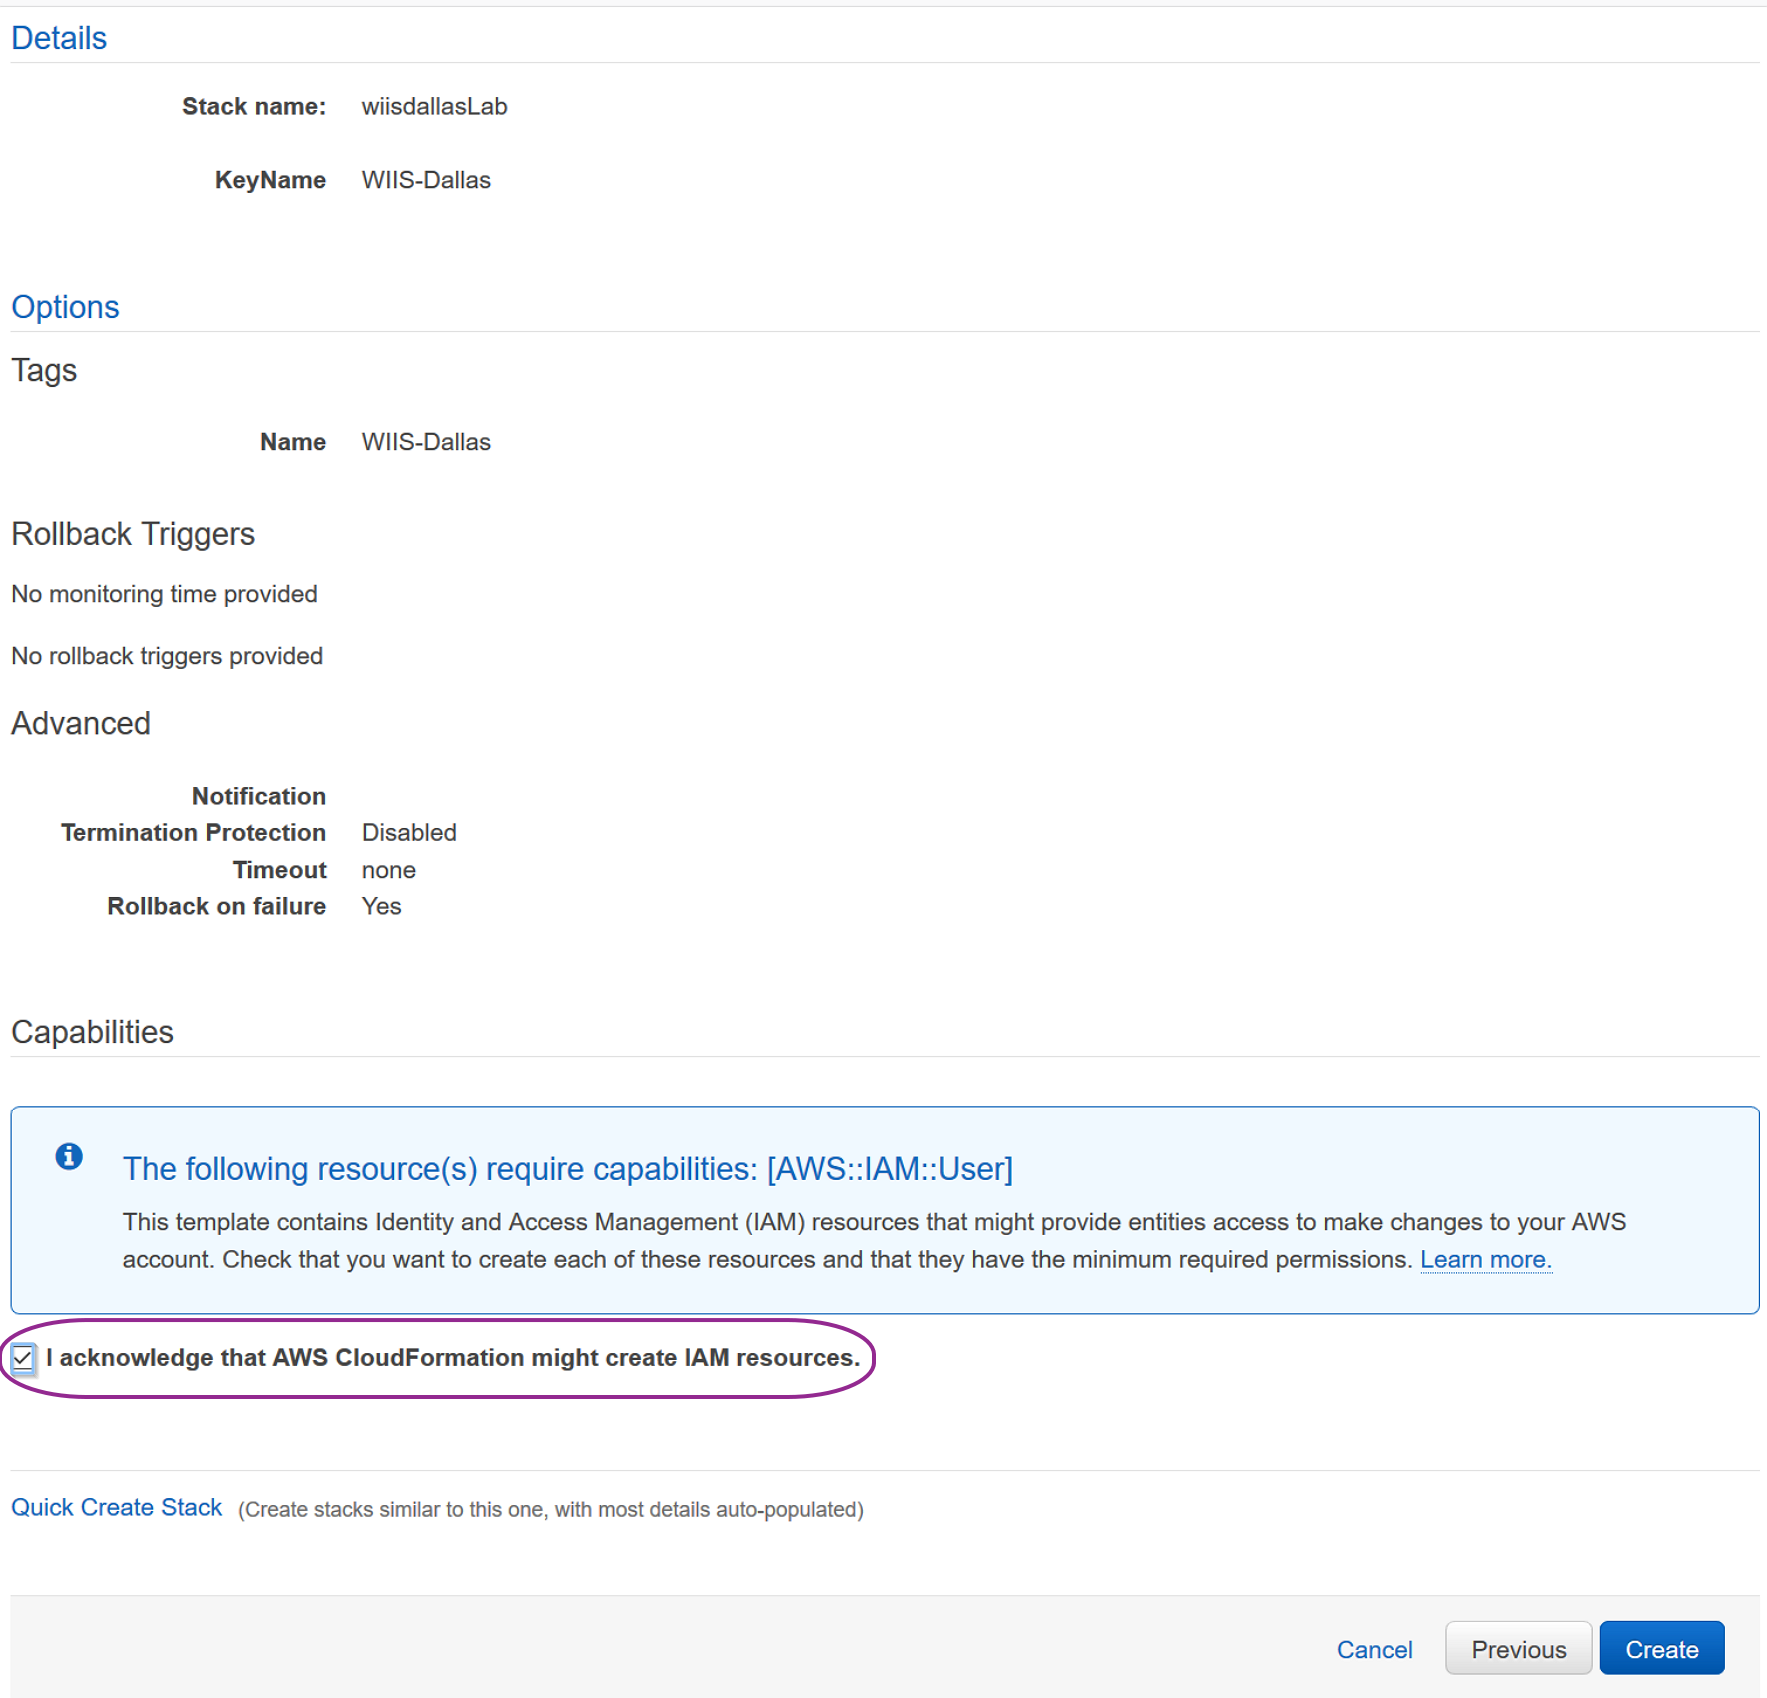 Details
Stack name: wiisdallasLab
KeyName WIIS-Dallas
Options
Tags
Name WIIS-Dallas
Rollback Triggers
No monitoring time provided
No rollback triggers provided
Advanced
Notification
Termination Protection Disabled
Timeout none
Rollback on failure Yes
Capabilities
The following resource(s) require capabilities: [AWS::IAM::User]
This template contains Identity and Access Management (IAM) resources that might provide entities access to make changes to your AWS
account. Check that you want to create each of these resources and that they have the minimum required permissions. Learn more.
I acknowledge that AWS CloudFormation might create IAM resources.
Quick Create Stack (Create stacks similar to this one, with most details auto-populated)
Cancel Previous Create